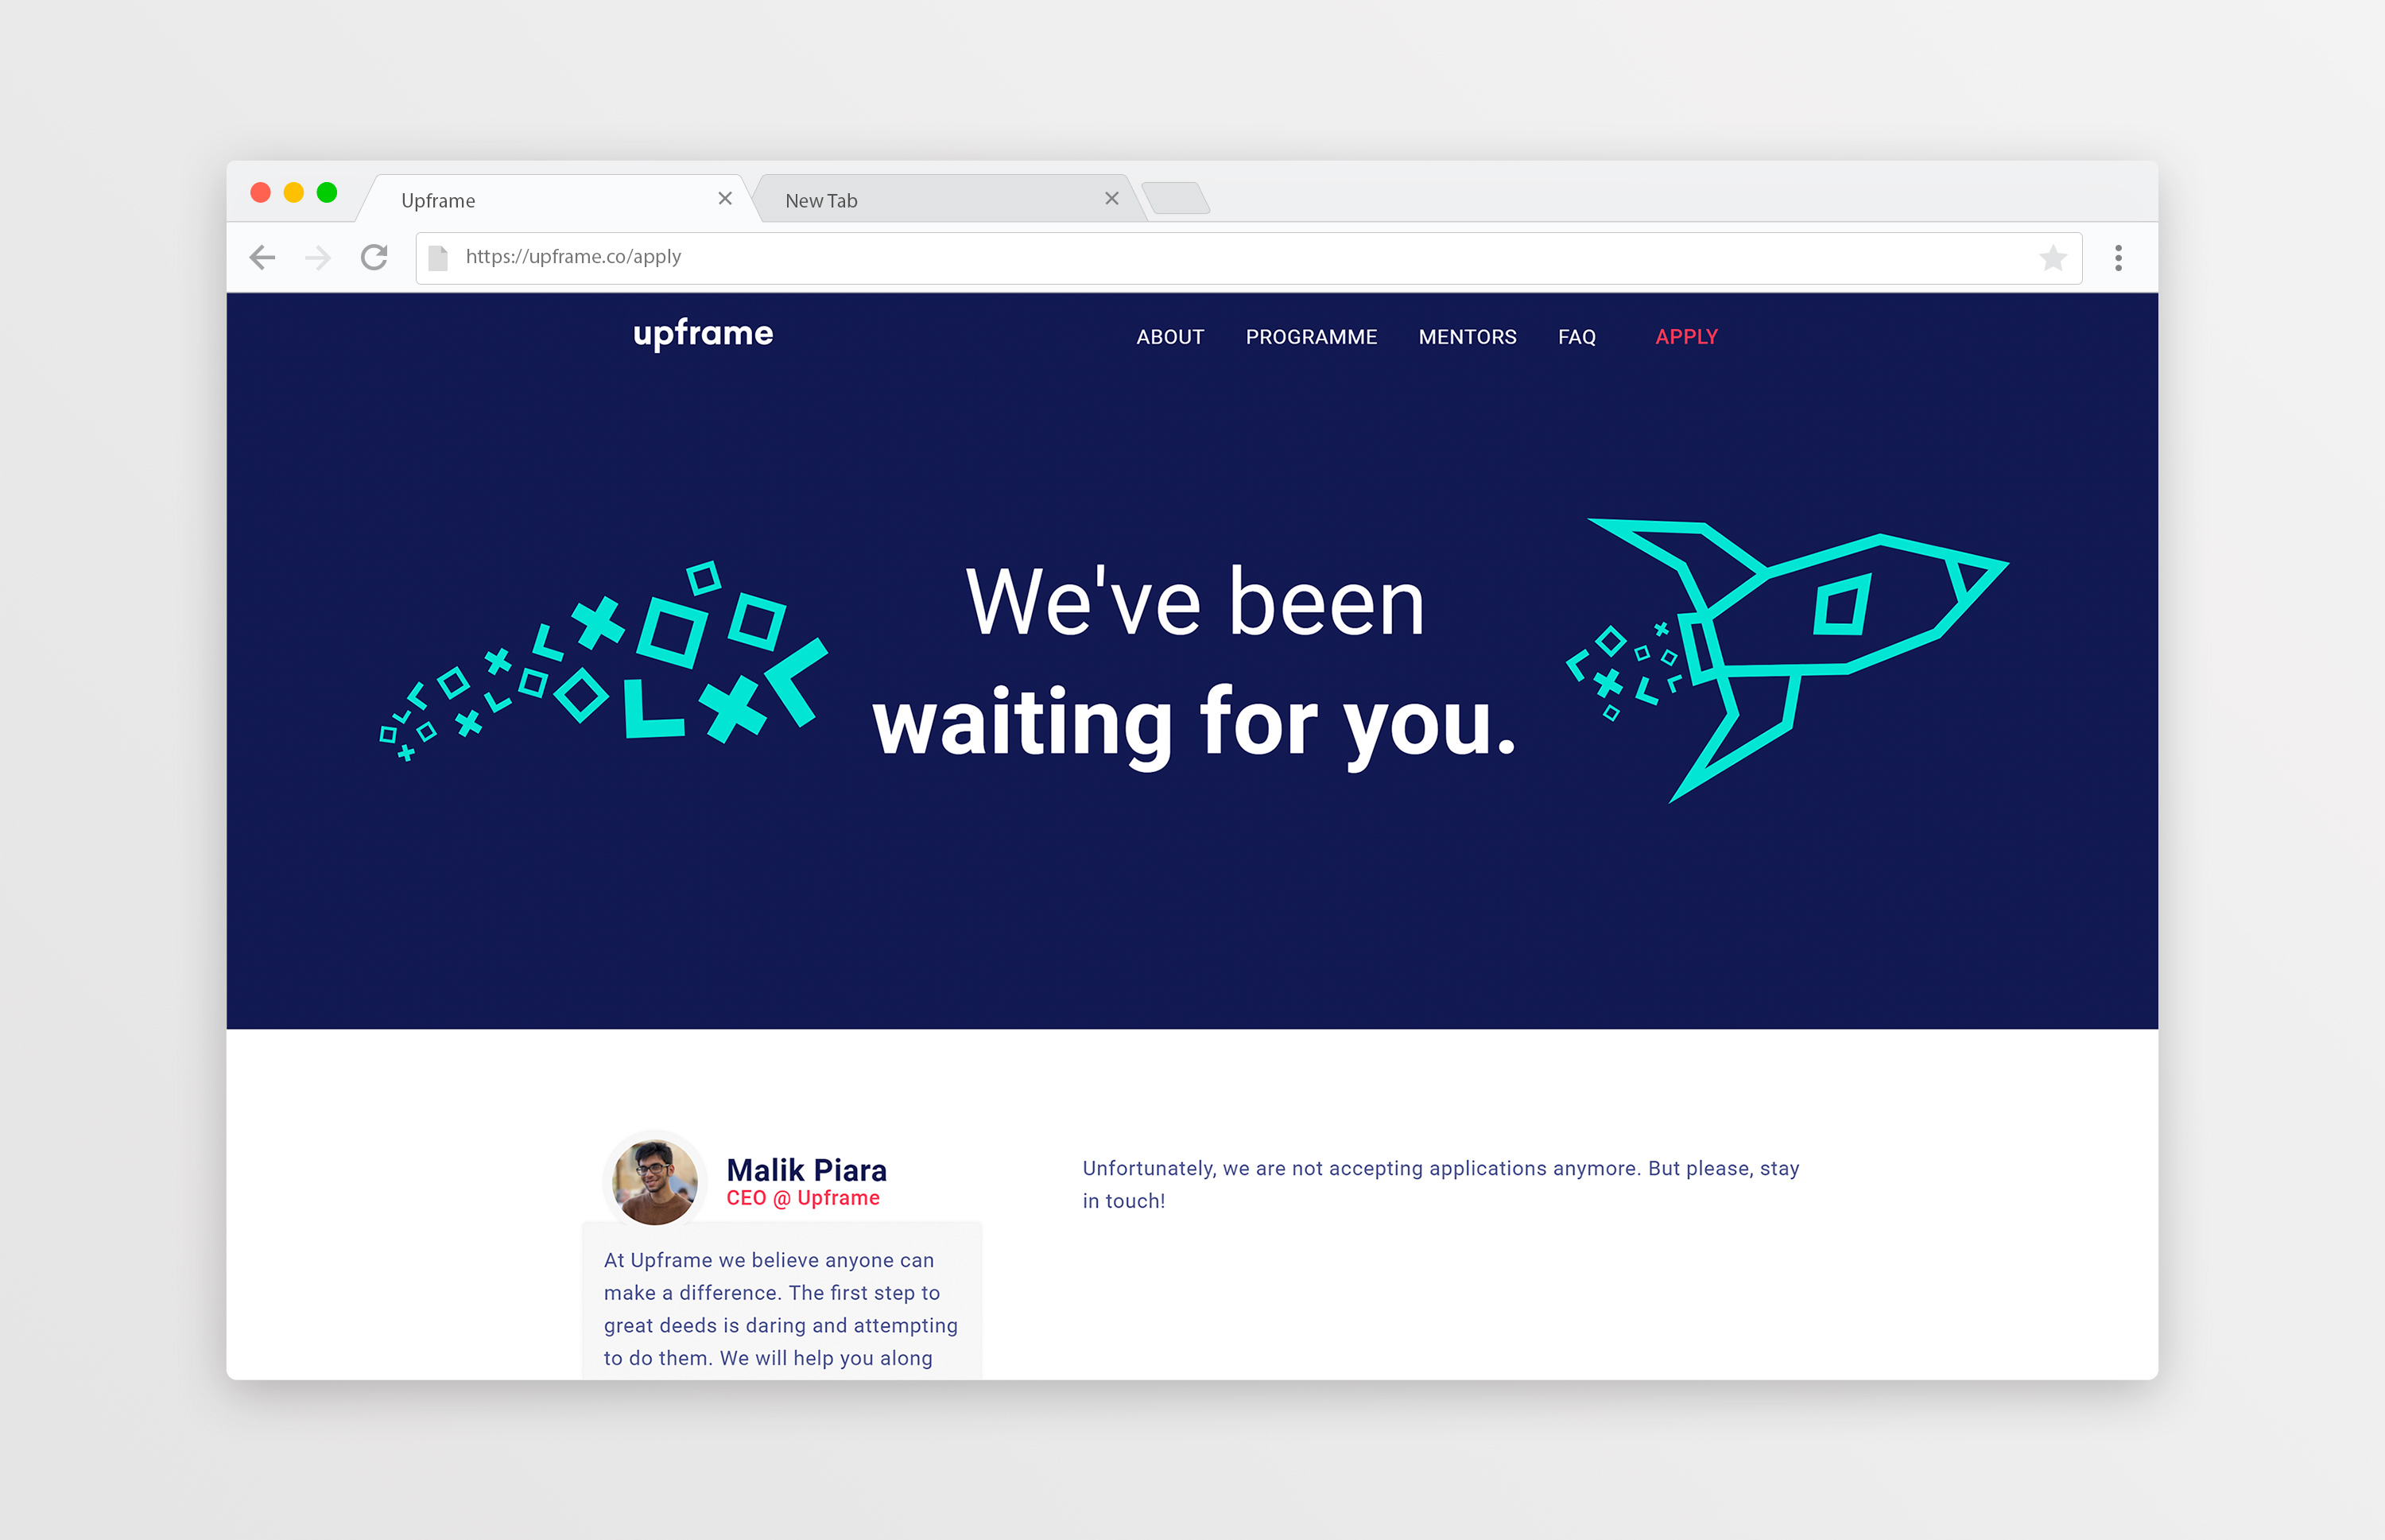 Upframe
New Tab
https://upframe.co/apply
upframe
ABOUT PROGRAMME MENTORS FAQ APPLY
We've been
waiting for you.
Malik Piara
CEO @ Upframe
At Upframe we believe anyone can
make a difference. The first step to
great deeds is daring and attempting
to do them. We will help you along
Unfortunately, we are not accepting applications anymore. But please, stay
in touch!